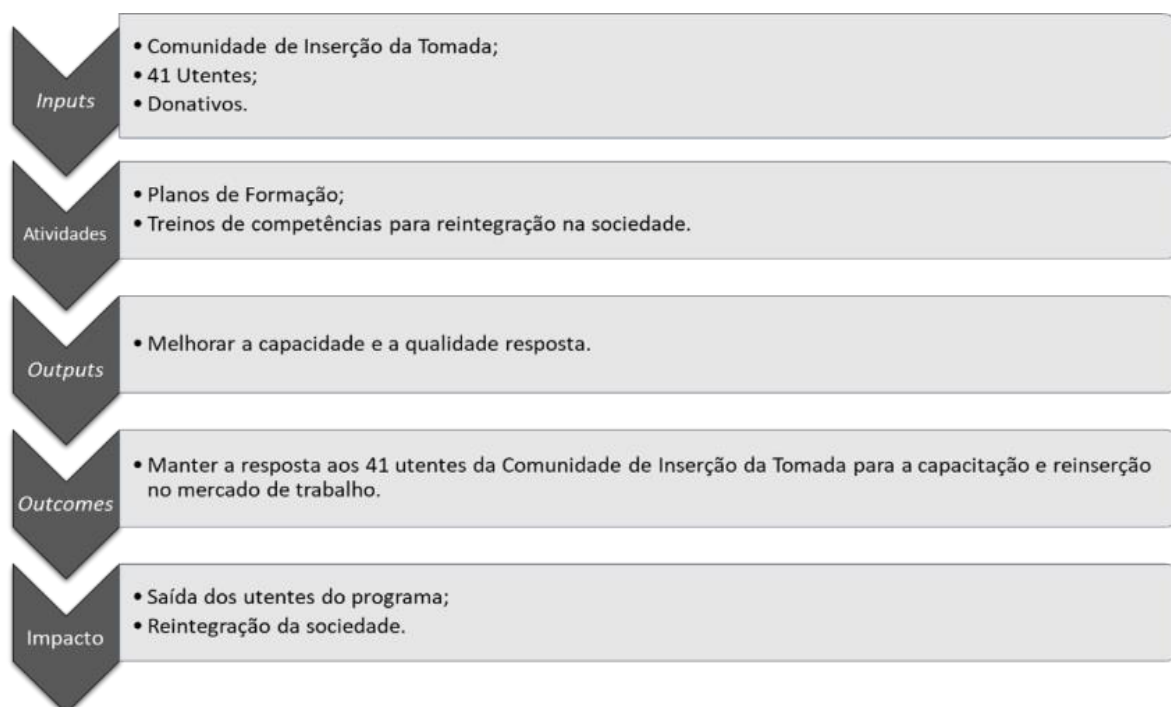 Inputs
• Comunidade de Inserção da Tomada;
• 41 Utentes;
• Donativos.
Atividades
• Planos de Formação;
• Treinos de competências para reintegração na sociedade.
Outputs
• Melhorar a capacidade e a qualidade resposta.
Outcomes
• Manter a resposta aos 41 utentes da Comunidade de Inserção da Tomada para a capacitação e reinserção
no mercado de trabalho.
Impacto
• Saída dos utentes do programa;
• Reintegração da sociedade.